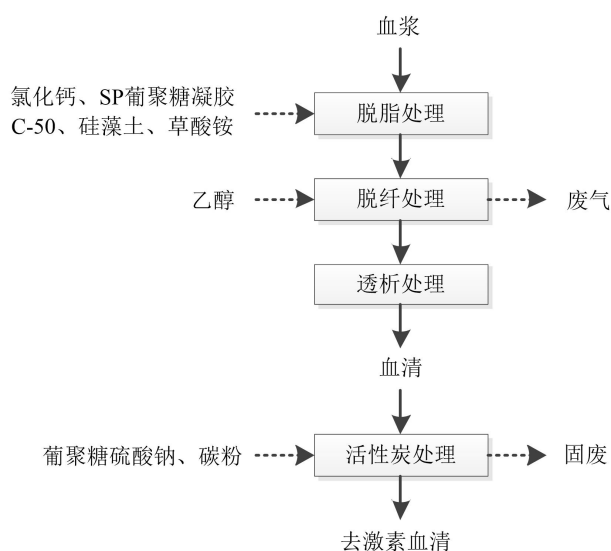 血浆
氯化钙、SP葡聚糖凝胶
C-50、硅藻土、草酸铵
脱脂处理
乙醇
脱纤处理
废气
透析处理
血清
葡聚糖硫酸钠、碳粉
活性炭处理
固废
去激素血清